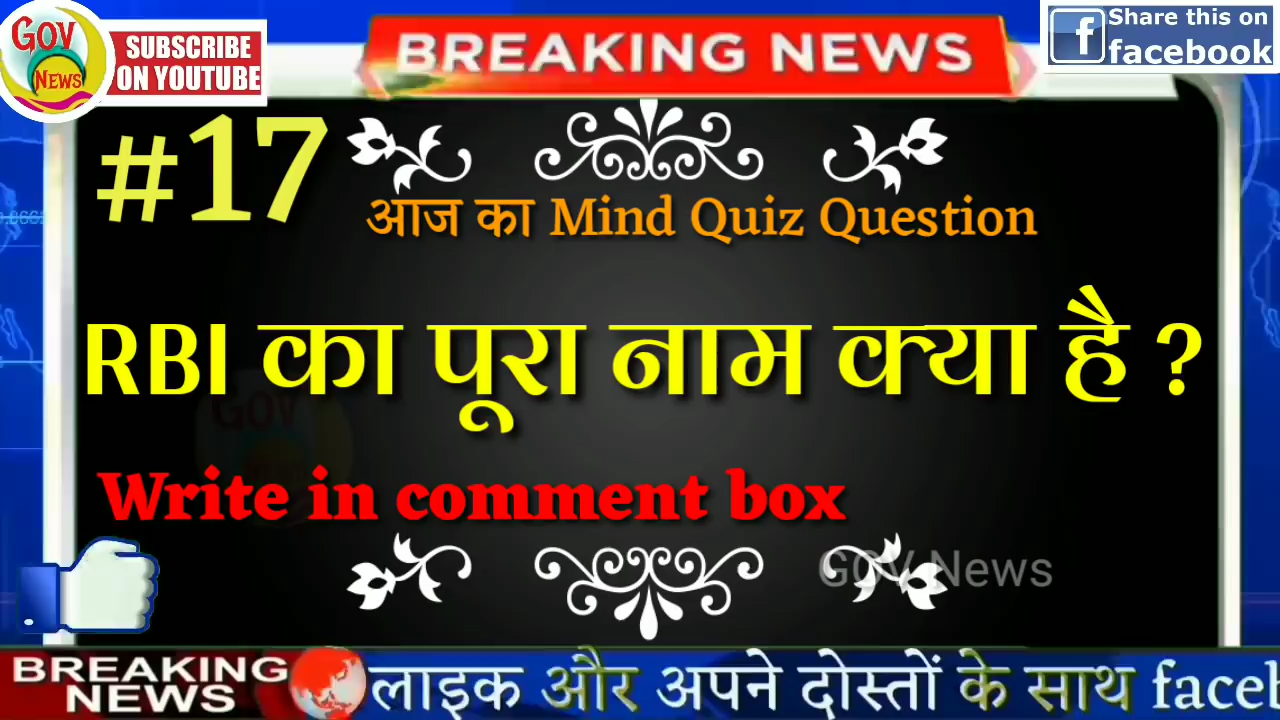 GOV
NEWS
SUBSCRIBE
ON YOUTUBE
BREAKING NEWS
Share this on
facebook
#17
आज का Mind Quiz Question
RBI का पूरा नाम क्या है ?
GOV
Write in comment box
GOV News
BREAKING
NEWS
लाइक और अपने दोस्तों के साथ faceb